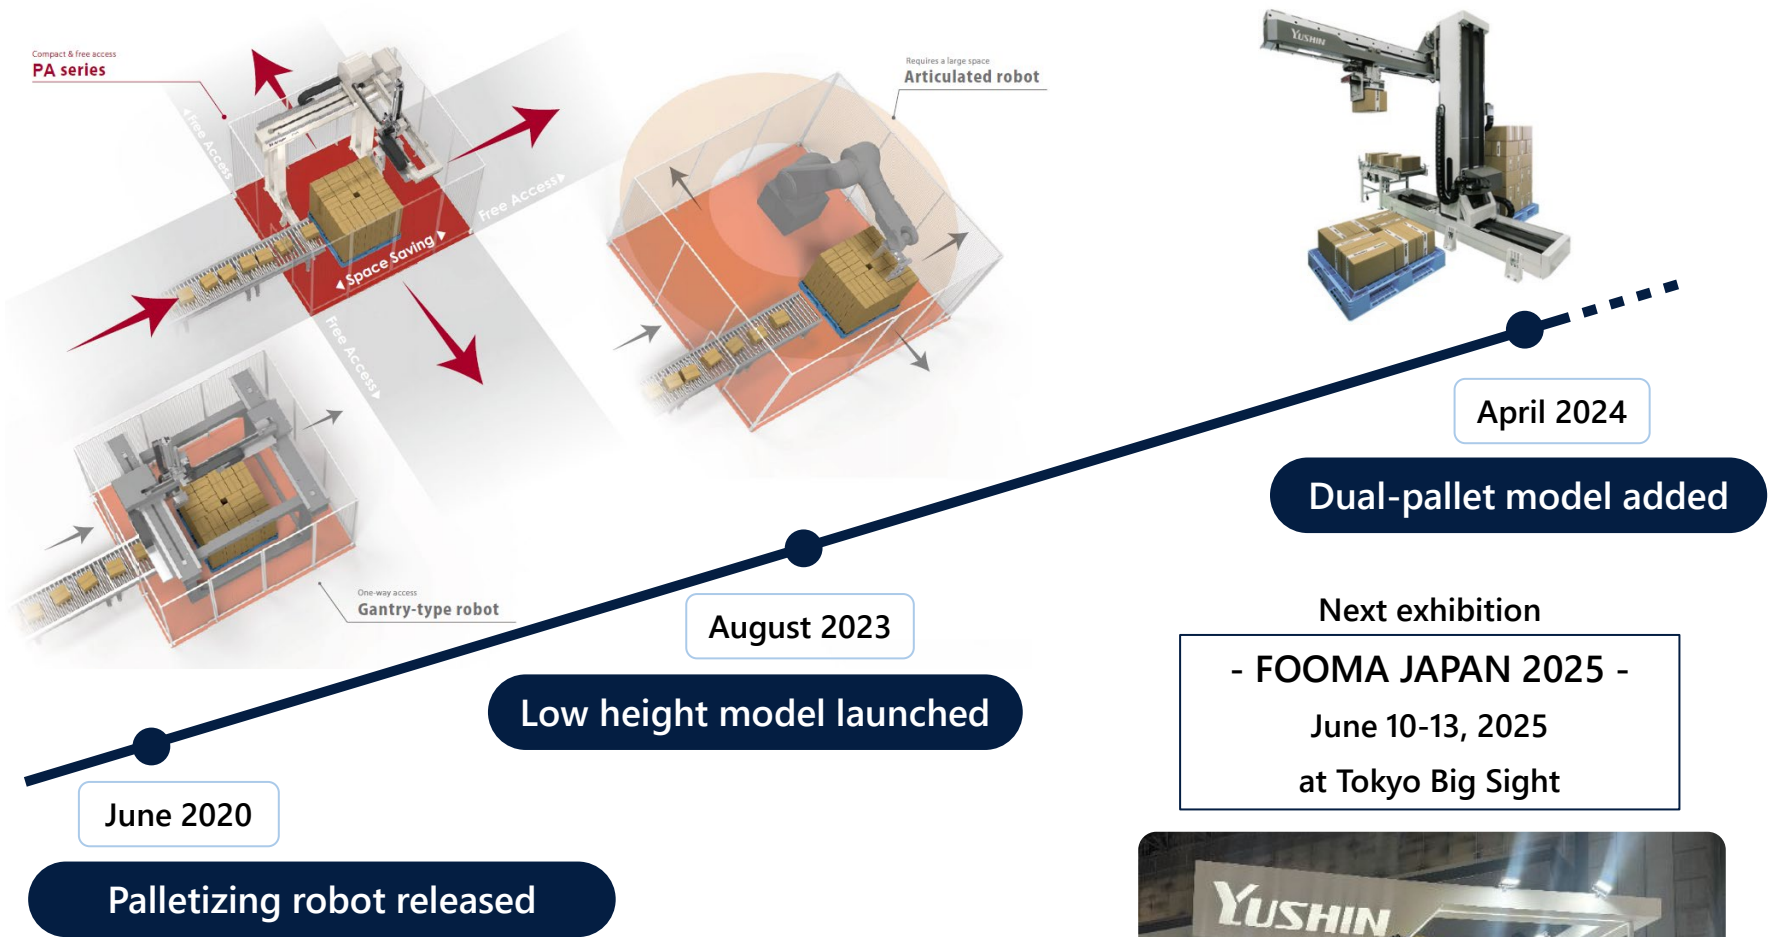 Compact & free access
PA series
Free Access
Free Access
Space Saving
Free Access
Requires a large space
Articulated robot
One-way access
Gantry-type robot
YUSHIN
April 2024
Dual-pallet model added
August 2023
Low height model launched
June 2020
Palletizing robot released
Next exhibition
- FOOMA JAPAN 2025 -
June 10-13, 2025
at Tokyo Big Sight
YUSHIN